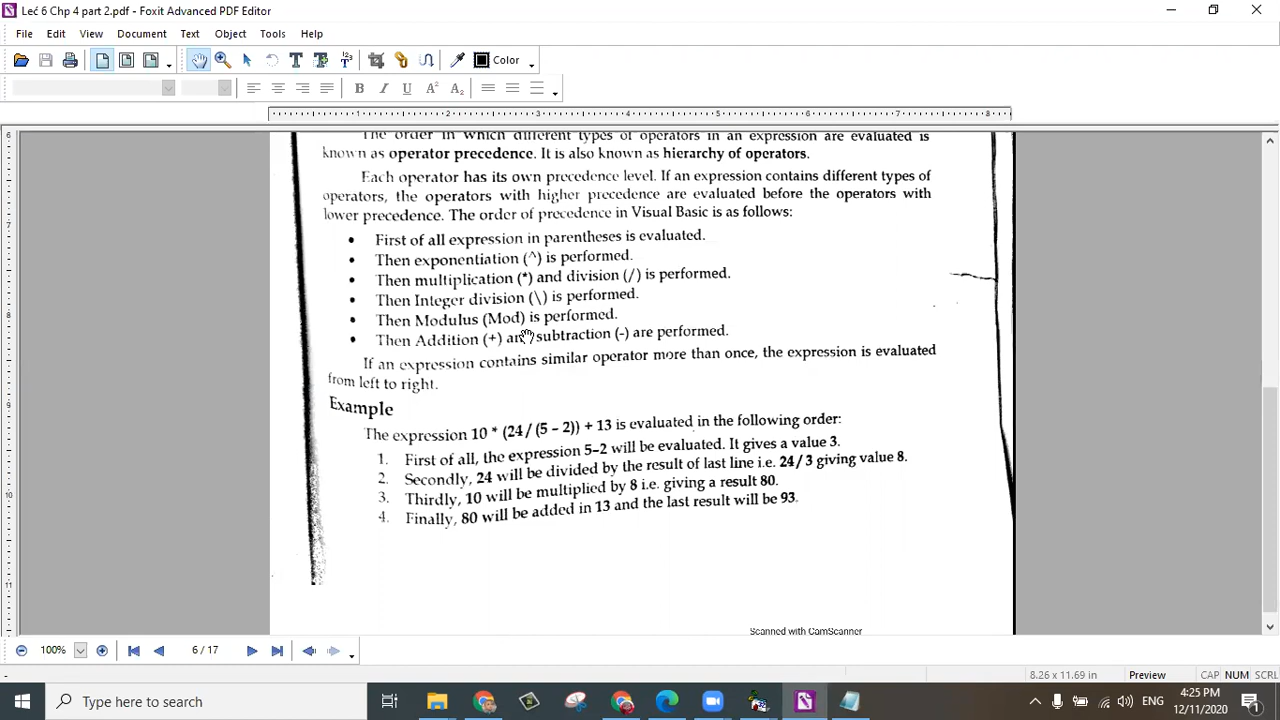 Lec 6 Chp 4 part 2.pdf - Foxit Advanced PDF Editor
File Edit View Document Text Object Tools Help
Color
The order in which different types of operators in an expression are evaluated is
known as operator precedence. It is also known as hierarchy of operators.
Each operator has its own precedence level. If an expression contains different types of
operators, the operators with higher precedence are evaluated before the operators with
lower precedence. The order of precedence in Visual Basic is as follows:
• First of all expression in parentheses is evaluated.
• Then exponentiation (^) is performed.
• Then multiplication (*) and division (/) is performed.
• Then Integer division (\) is performed.
• Then Modulus (Mod) is performed.
• Then Addition (+) and subtraction (-) are performed.
If an expression contains similar operator more than once, the expression is evaluated
from left to right.
Example
The expression 10 * (24 / (5 - 2)) + 13 is evaluated in the following order:
1. First of all, the expression 5-2 will be evaluated. It gives a value 3.
2. Secondly, 24 will be divided by the result of last line i.e. 24/3 giving value 8.
3. Thirdly, 10 will be multiplied by 8 i.e. giving a result 80.
4. Finally, 80 will be added in 13 and the last result will be 93.
Scanned with CamScanner
100% 6 / 17
8.26 x 11.69 in Preview CAP NUM SCRL
Type here to search
ENG
4:25 PM
12/11/2020